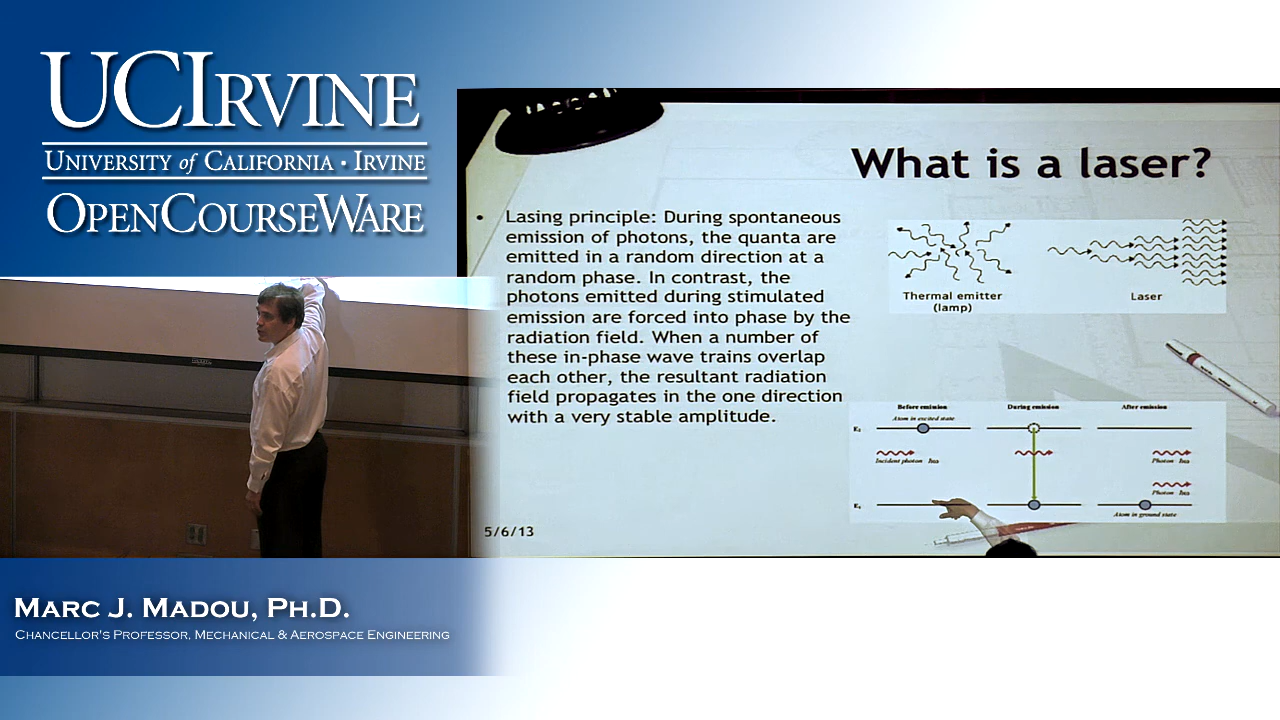 UCIRVINE
UNIVERSITY of CALIFORNIA · IRVINE
OPENCOURSEWARE
What is a laser?
• Lasing principle: During spontaneous
emission of photons, the quanta are
emitted in a random direction at a
random phase. In contrast, the
photons emitted during stimulated
emission are forced into phase by the
radiation field. When a number of
these in-phase wave trains overlap
each other, the resultant radiation
field propagates in the one direction
with a very stable amplitude.
Thermal emitter
(lamp)
Laser
Before emission During emission After emission
Atom in excited state
Incident photon Photon
Photon
Atom in ground state
5/6/13
MARC J. MADOU, PH.D.
CHANCELLOR'S PROFESSOR, MECHANICAL & AEROSPACE ENGINEERING